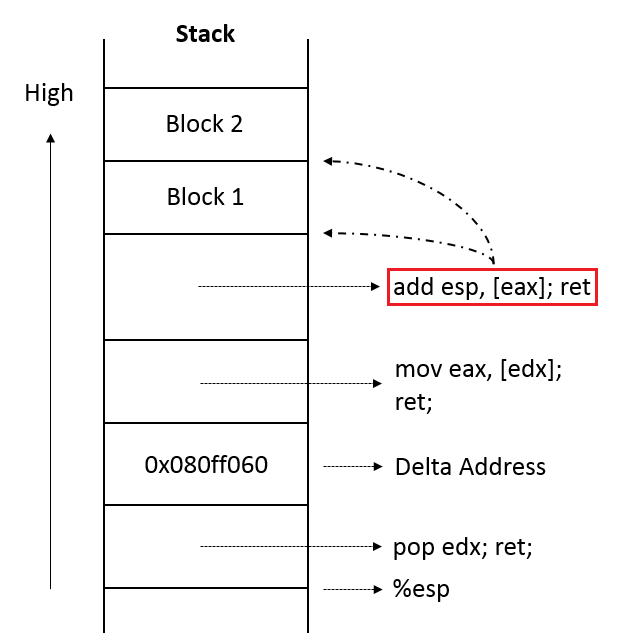 Stack
High
Block 2
Block 1
add esp, [eax]; ret
mov eax, [edx];
ret;
0x080ff060
Delta Address
pop edx; ret;
%esp